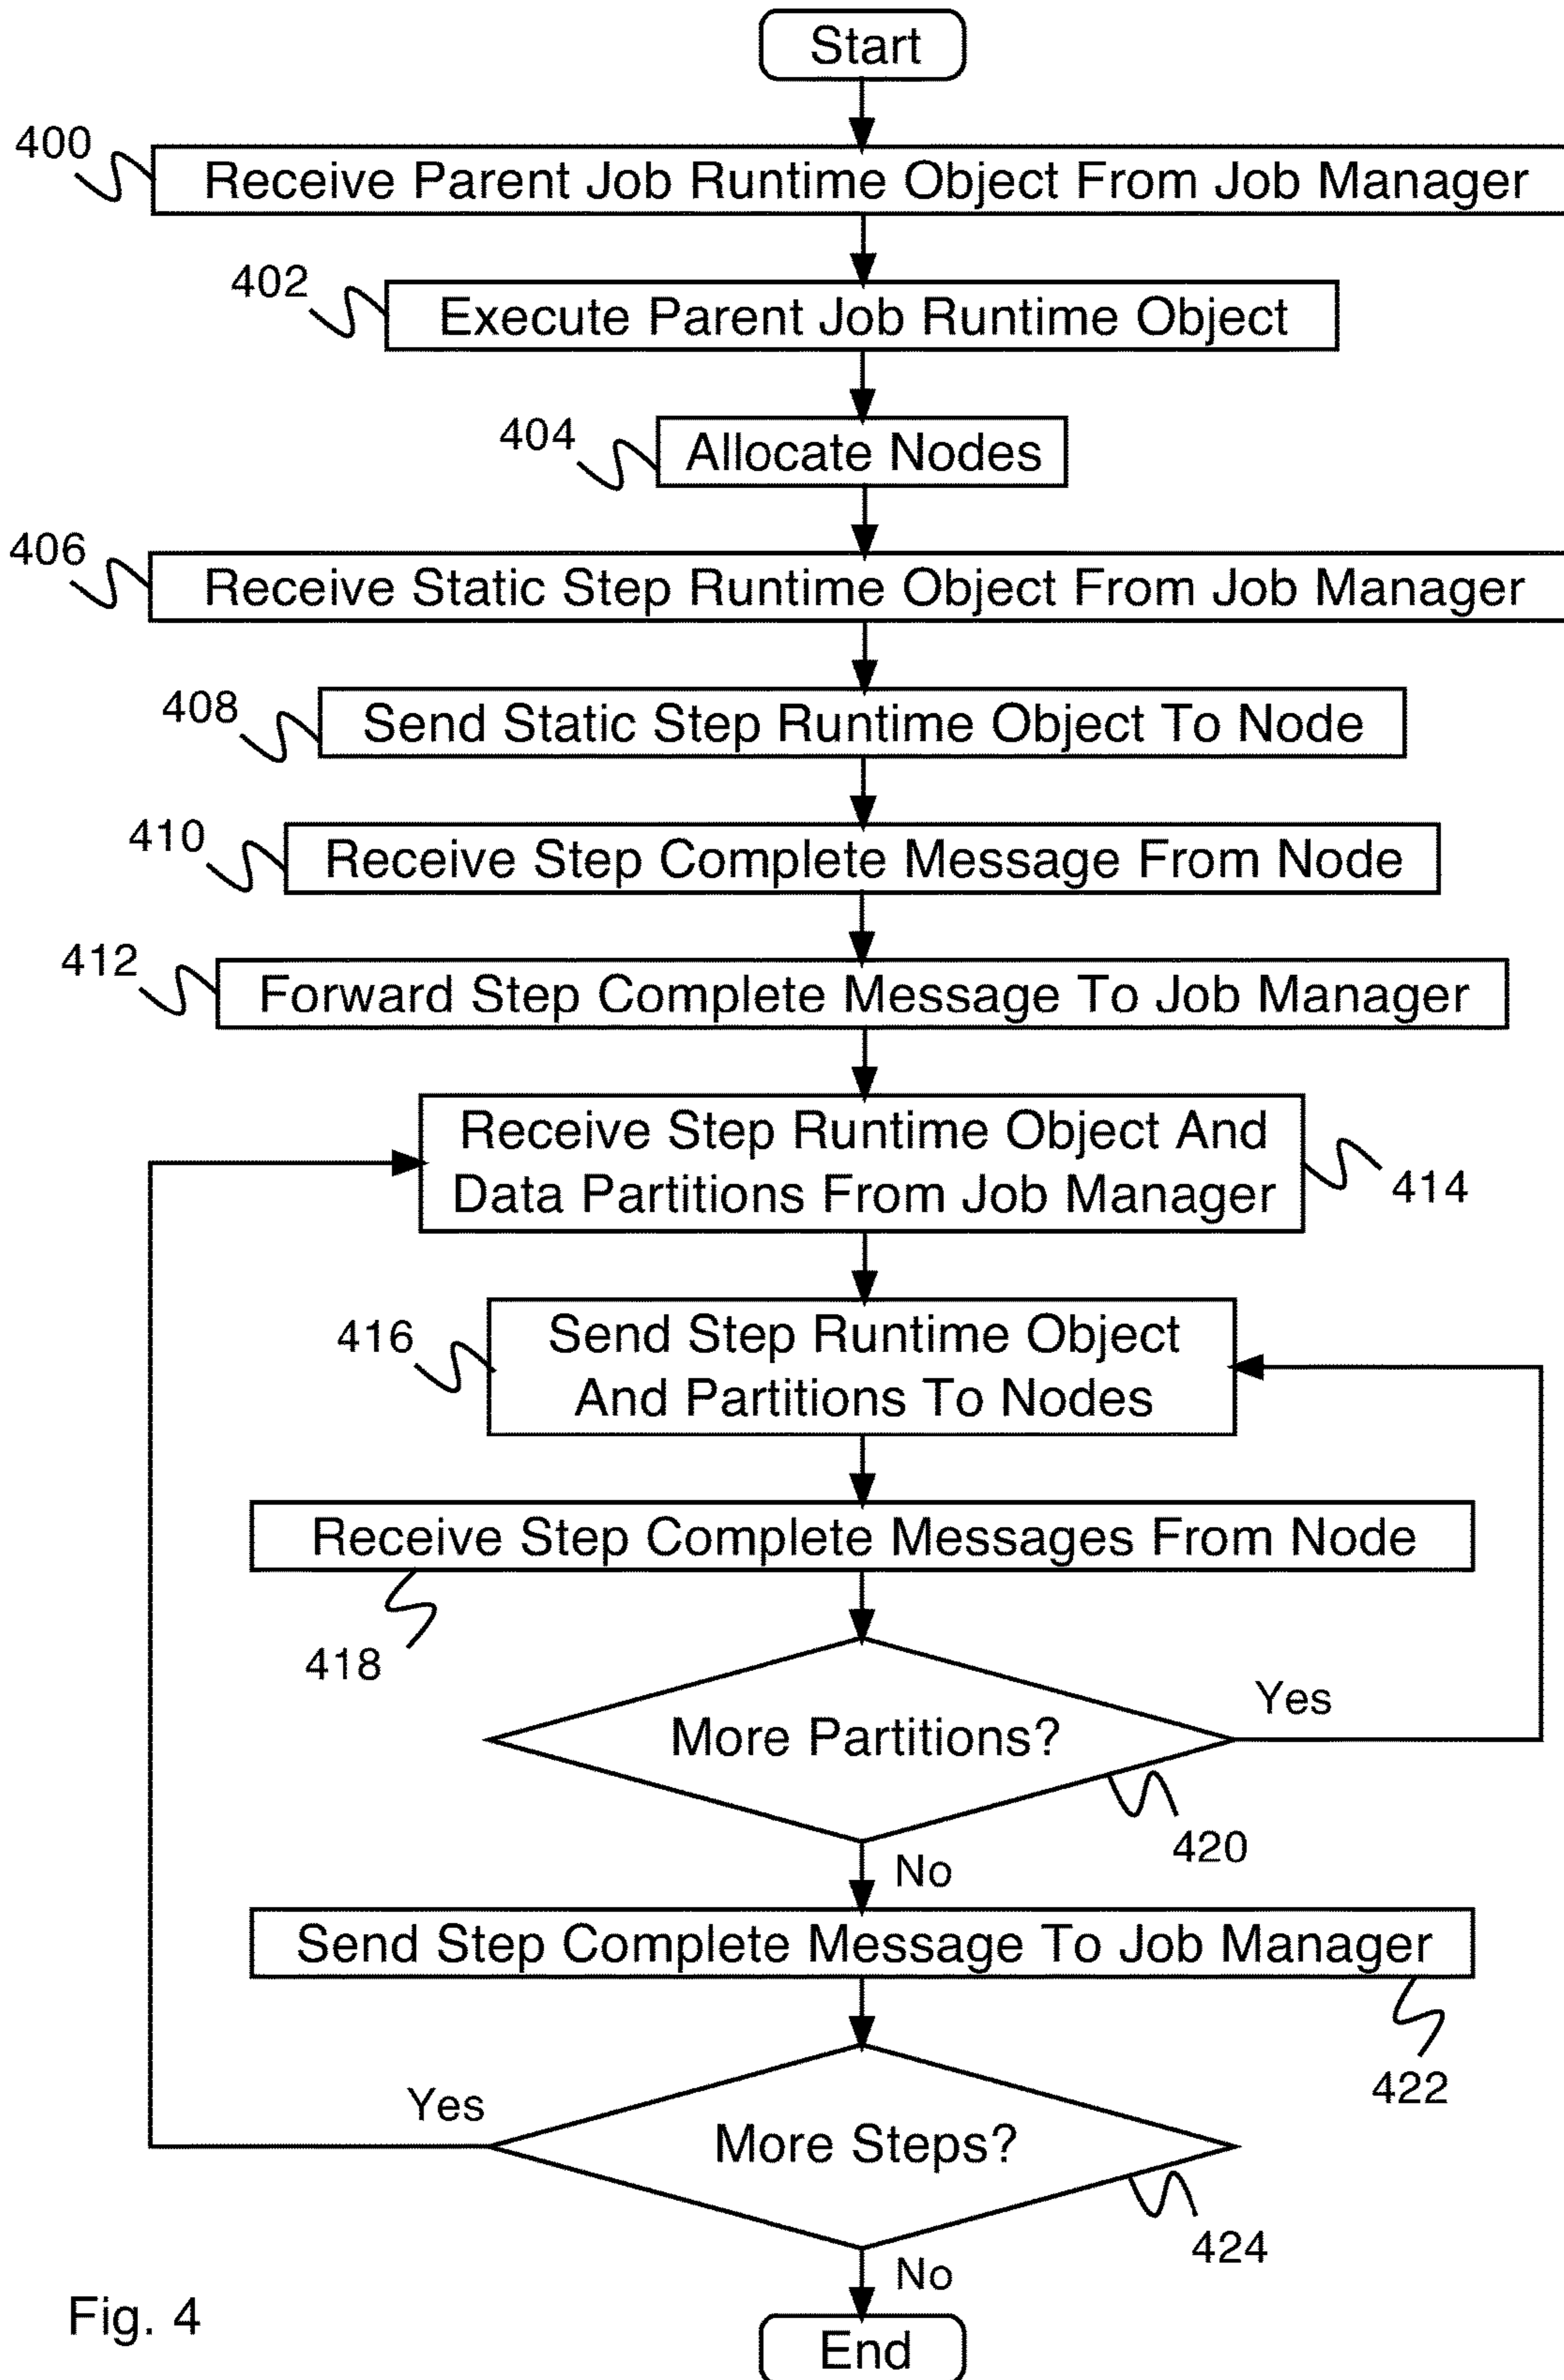 Start
400
Receive Parent Job Runtime Object From Job Manager
402
Execute Parent Job Runtime Object
404
Allocate Nodes
406
Receive Static Step Runtime Object From Job Manager
408
Send Static Step Runtime Object To Node
410
Receive Step Complete Message From Node
412
Forward Step Complete Message To Job Manager
Receive Step Runtime Object And
Data Partitions From Job Manager
414
416
Send Step Runtime Object
And Partitions To Nodes
Receive Step Complete Messages From Node
418
More Partitions?
Yes
420
No
Send Step Complete Message To Job Manager
422
Yes
More Steps?
424
No
Fig. 4
End